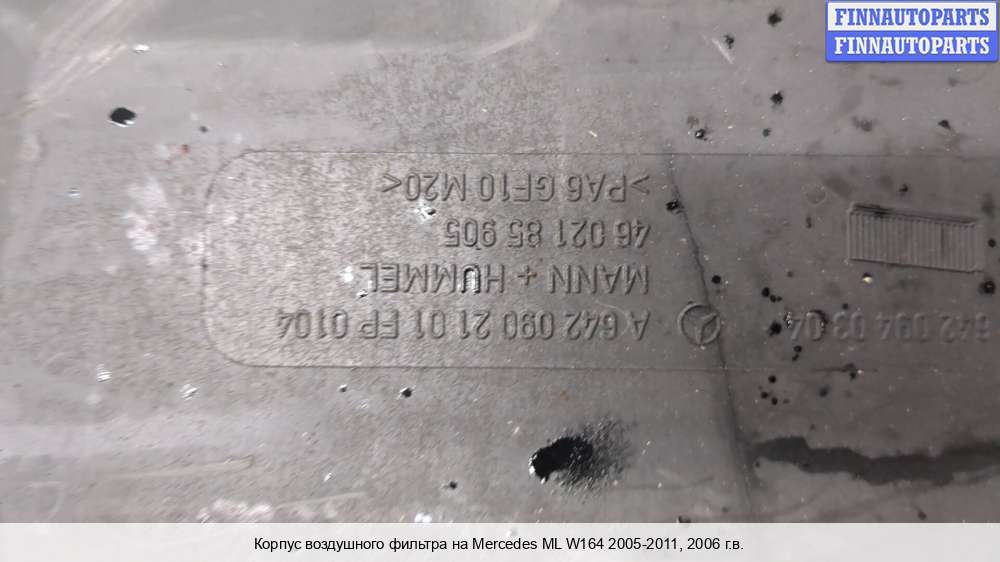 FINNAUTOPARTS
FINNAUTOPARTS
A 642 090 21 01 FP 0104
MANN + HUMMEL
46 021 85 905
>PA6 GF10 M20<
642 094 03 04
Корпус воздушного фильтра на Mercedes ML W164 2005-2011, 2006 г.в.